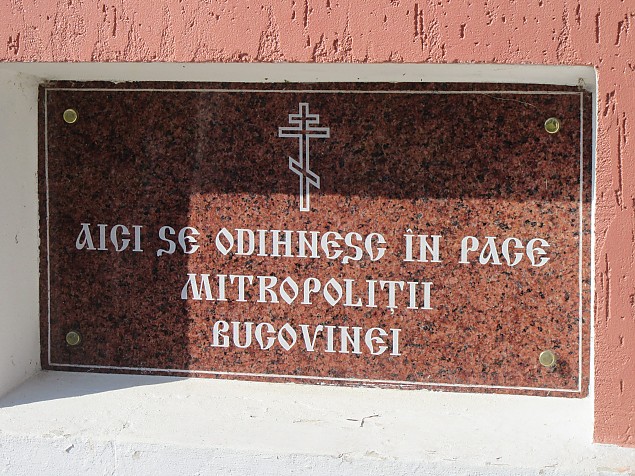 AICI SE ODIHNESC ÎN PACE
MITROPOLIȚII
BUCOVINEI